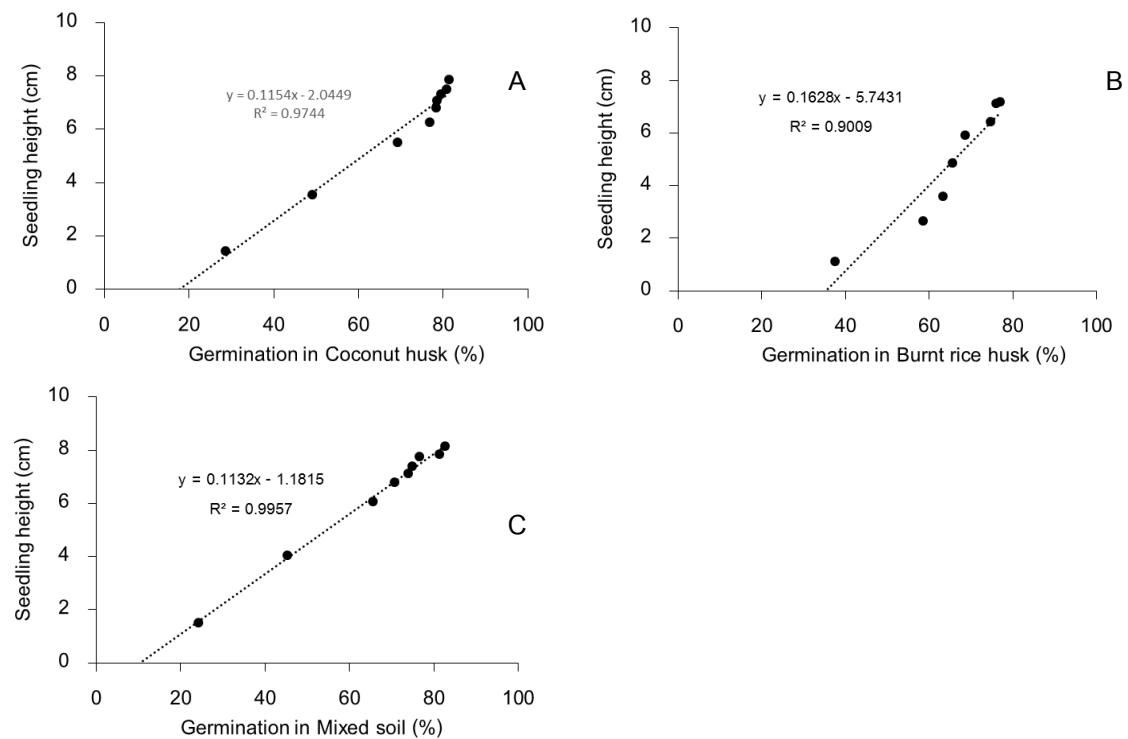 10
8
6
4
2
0
Seedling height (cm)
y = 0.1154x - 2.0449
R² = 0.9744
A
0 20 40 60 80 100
Germination in Coconut husk (%)
10
8
6
4
2
0
Seedling height (cm)
y = 0.1628x - 5.7431
R² = 0.9009
B
0 20 40 60 80 100
Germination in Burnt rice husk (%)
10
8
6
4
2
0
Seedling height (cm)
y = 0.1132x - 1.1815
R² = 0.9957
C
0 20 40 60 80 100
Germination in Mixed soil (%)